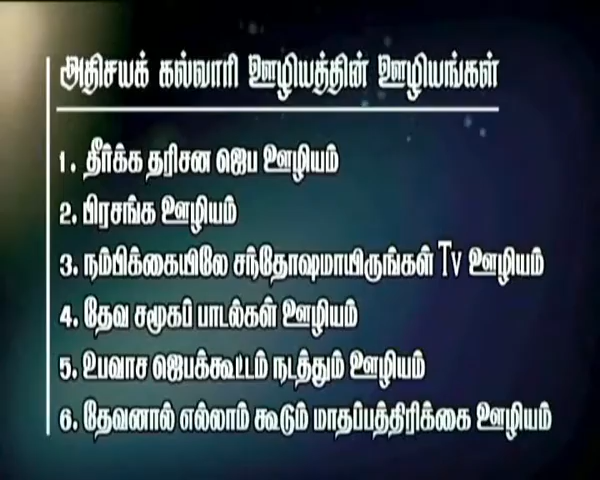 அதிசயக் கல்வாரி ஊழியத்தின் ஊழியங்கள்
1. தீர்க்க தரிசன ஜெப ஊழியம்
2. பிரசங்க ஊழியம்
3. நம்பிக்கையிலே சந்தோஷமாயிருங்கள் Tv ஊழியம்
4. தேவ சமூகப் பாடல்கள் ஊழியம்
5. உபவாச ஜெபக்கூட்டம் நடத்தும் ஊழியம்
6. தேவனால் எல்லாம் கூடும் மாதப்பத்திரிக்கை ஊழியம்